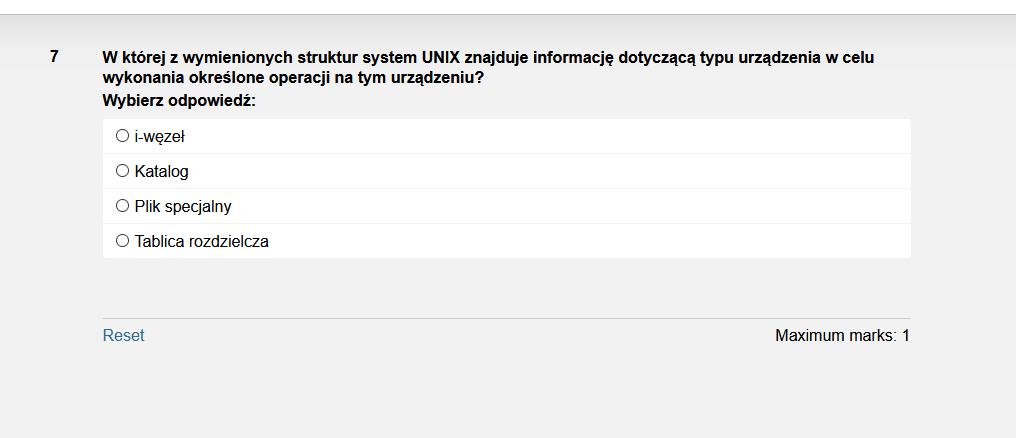 7 W której z wymienionych struktur system UNIX znajduje informację dotyczącą typu urządzenia w celu
wykonania określone operacji na tym urządzeniu?
Wybierz odpowiedź:
i-węzeł
Katalog
Plik specjalny
Tablica rozdzielcza
Reset Maximum marks: 1